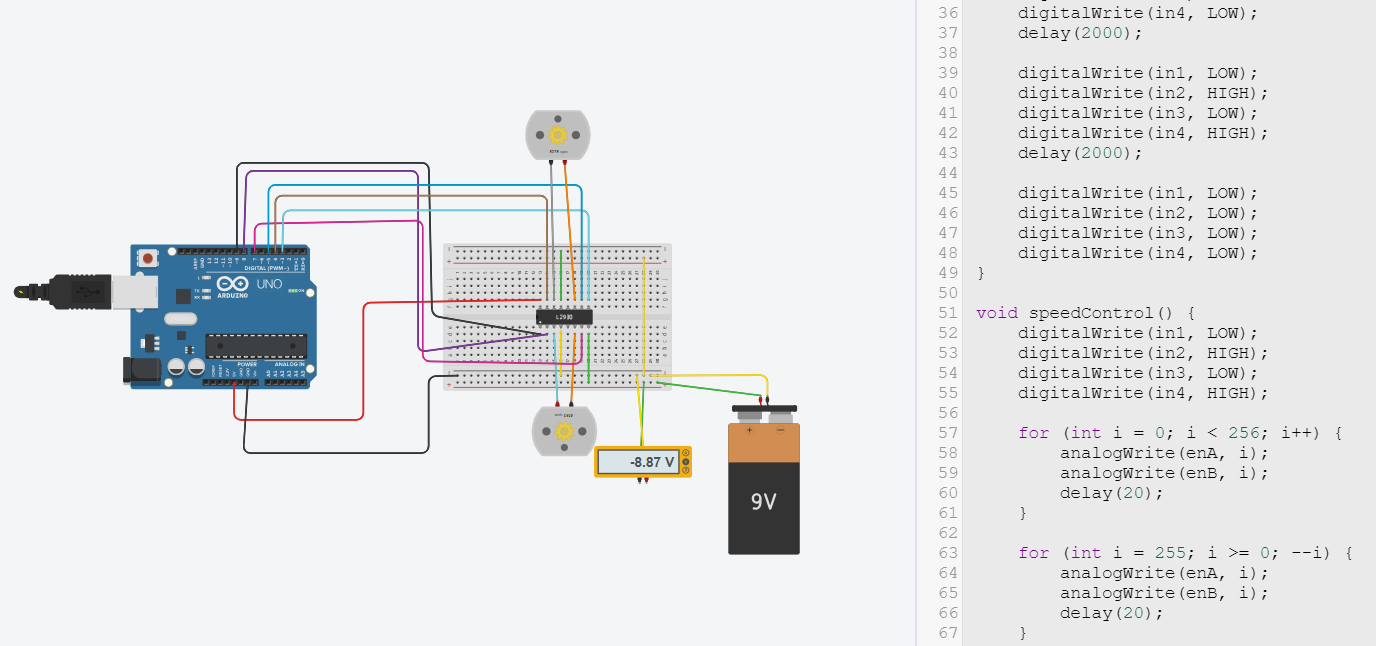 DIGITAL (PWM~)
UNO
ARDUINO
TX
RX
ON
POWER
ANALOG IN
L293D
-8.87 V
+
−
9V
36 digitalWrite(in4, LOW);
37 delay(2000);
38
39 digitalWrite(in1, LOW);
40 digitalWrite(in2, HIGH);
41 digitalWrite(in3, LOW);
42 digitalWrite(in4, HIGH);
43 delay(2000);
44
45 digitalWrite(in1, LOW);
46 digitalWrite(in2, LOW);
47 digitalWrite(in3, LOW);
48 digitalWrite(in4, LOW);
49 }
50
51 void speedControl() {
52 digitalWrite(in1, LOW);
53 digitalWrite(in2, HIGH);
54 digitalWrite(in3, LOW);
55 digitalWrite(in4, HIGH);
56
57 for (int i = 0; i < 256; i++) {
58 analogWrite(enA, i);
59 analogWrite(enB, i);
60 delay(20);
61 }
62
63 for (int i = 255; i >= 0; --i) {
64 analogWrite(enA, i);
65 analogWrite(enB, i);
66 delay(20);
67 }